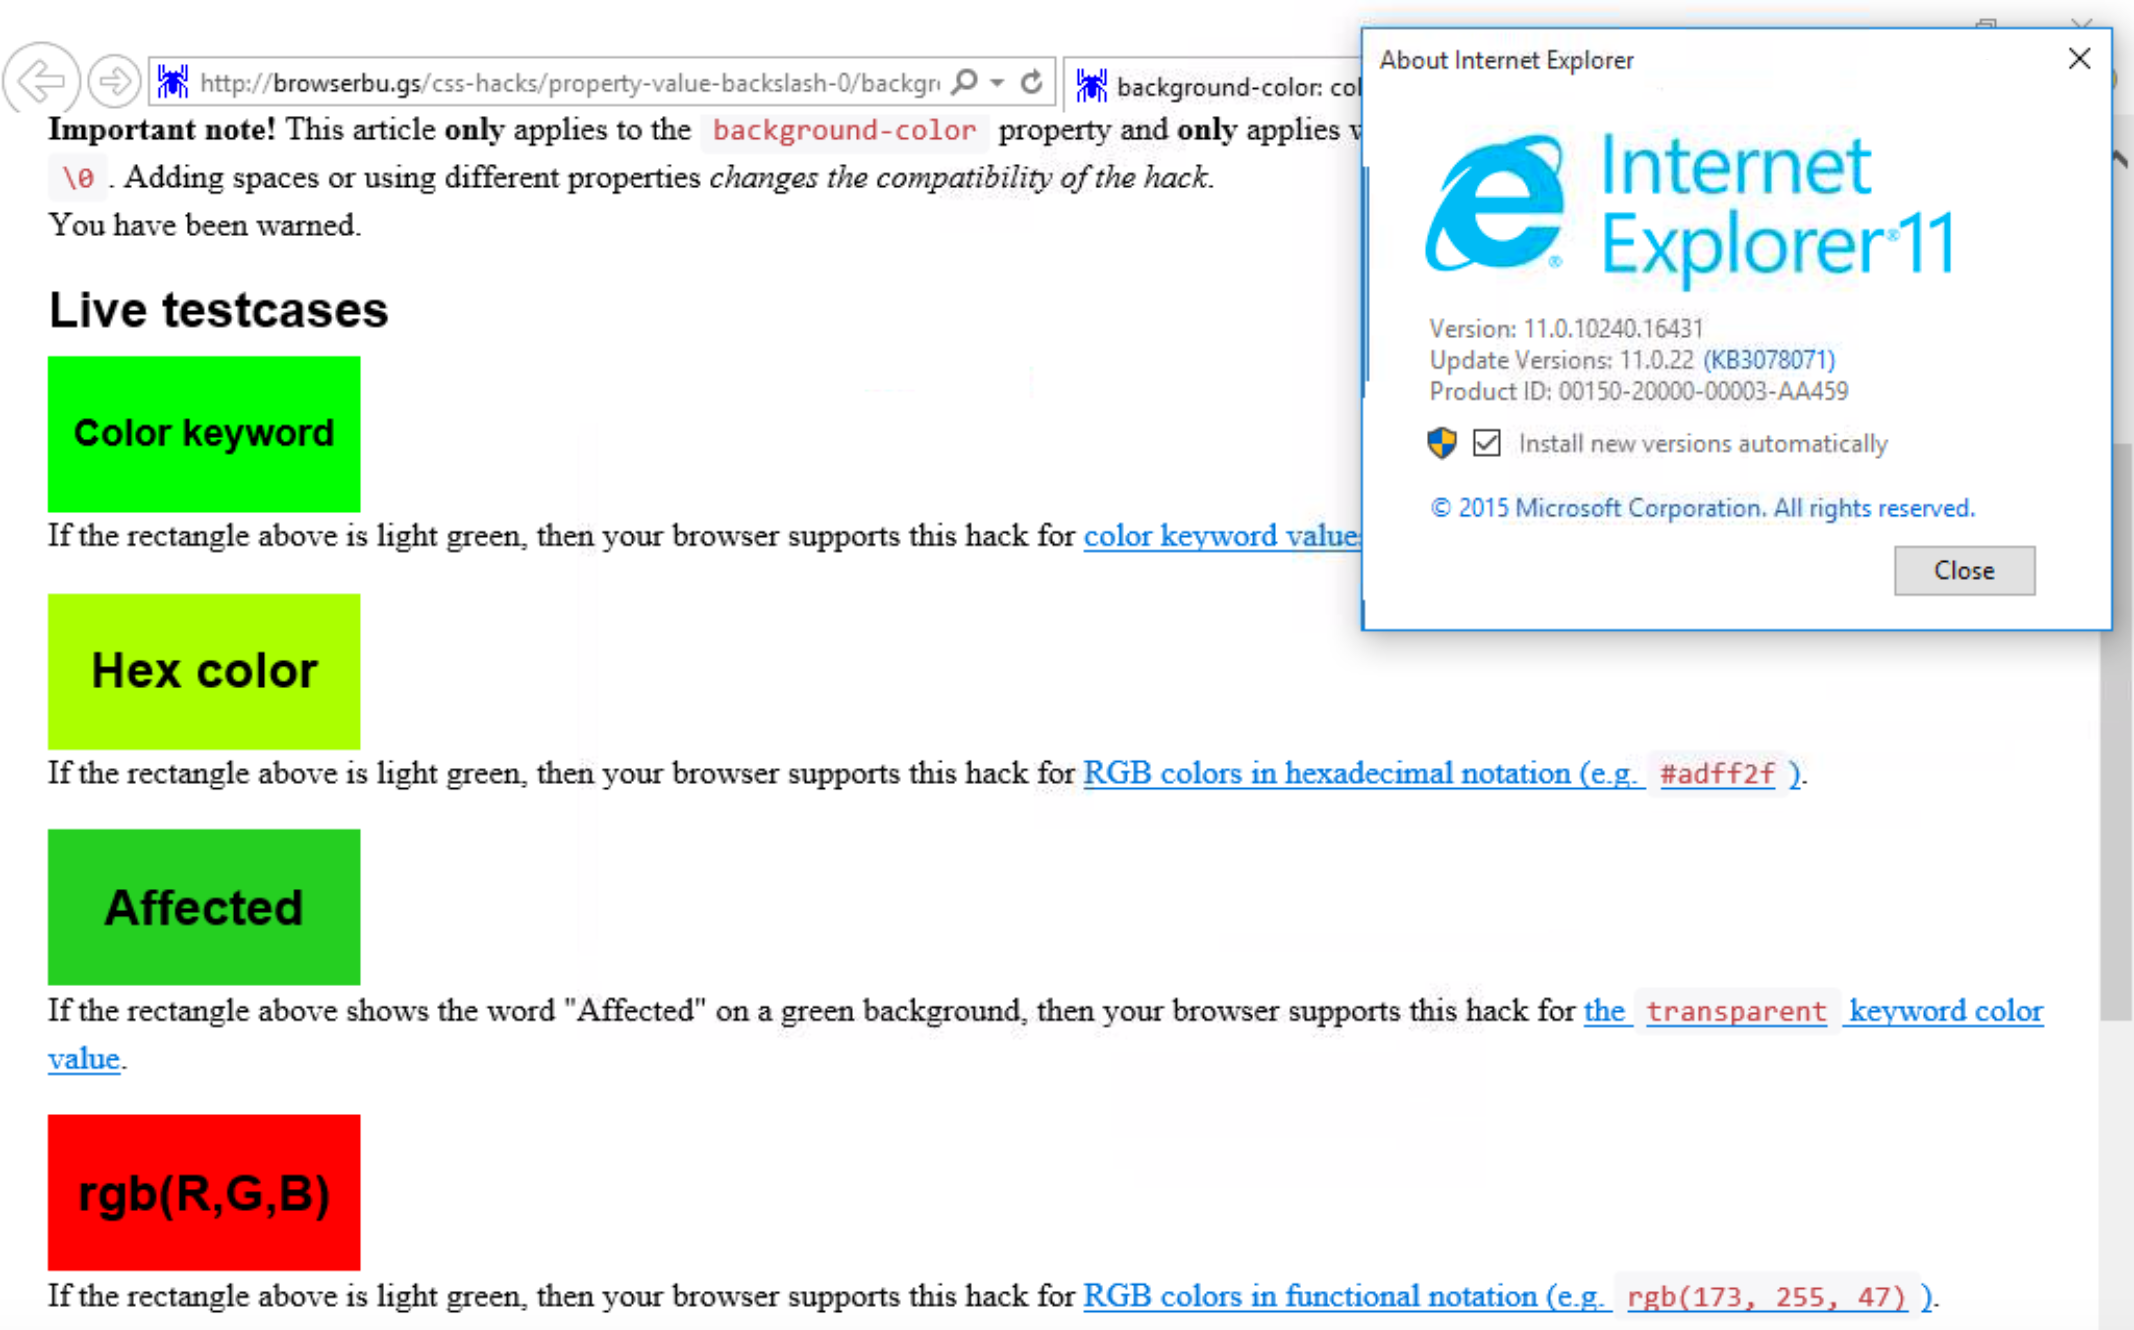 http://browserbu.gs/css-hacks/property-value-backslash-0/backgr
background-color: col
Important note! This article only applies to the background-color property and only applies
\0 . Adding spaces or using different properties changes the compatibility of the hack.
You have been warned.
Live testcases
Color keyword
If the rectangle above is light green, then your browser supports this hack for color keyword value
Hex color
If the rectangle above is light green, then your browser supports this hack for RGB colors in hexadecimal notation (e.g. #adff2f ).
Affected
If the rectangle above shows the word "Affected" on a green background, then your browser supports this hack for the transparent keyword color
value.
rgb(R,G,B)
If the rectangle above is light green, then your browser supports this hack for RGB colors in functional notation (e.g. rgb(173, 255, 47) ).
About Internet Explorer
Internet
Explorer®11
Version: 11.0.10240.16431
Update Versions: 11.0.22 (KB3078071)
Product ID: 00150-20000-00003-AA459
Install new versions automatically
© 2015 Microsoft Corporation. All rights reserved.
Close